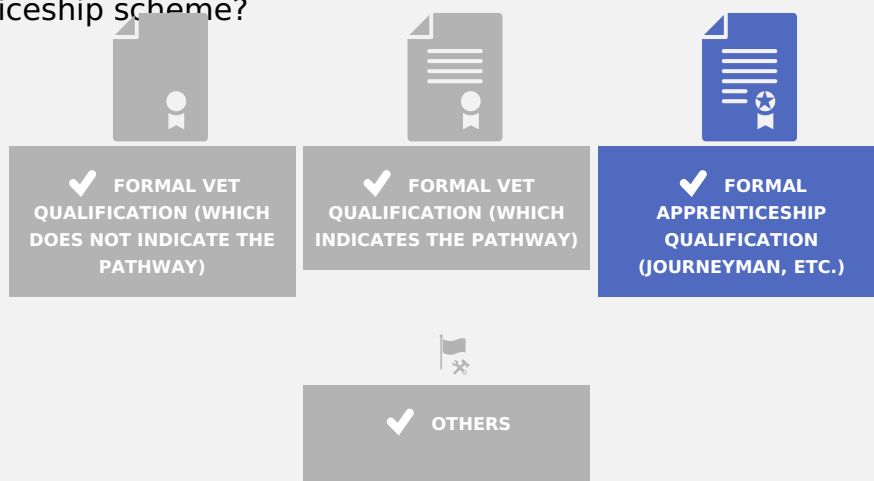 iceship scheme?
FORMAL VET
QUALIFICATION (WHICH
DOES NOT INDICATE THE
PATHWAY)
FORMAL VET
QUALIFICATION (WHICH
INDICATES THE PATHWAY)
FORMAL
APPRENTICESHIP
QUALIFICATION
(JOURNEYMAN, ETC.)
OTHERS